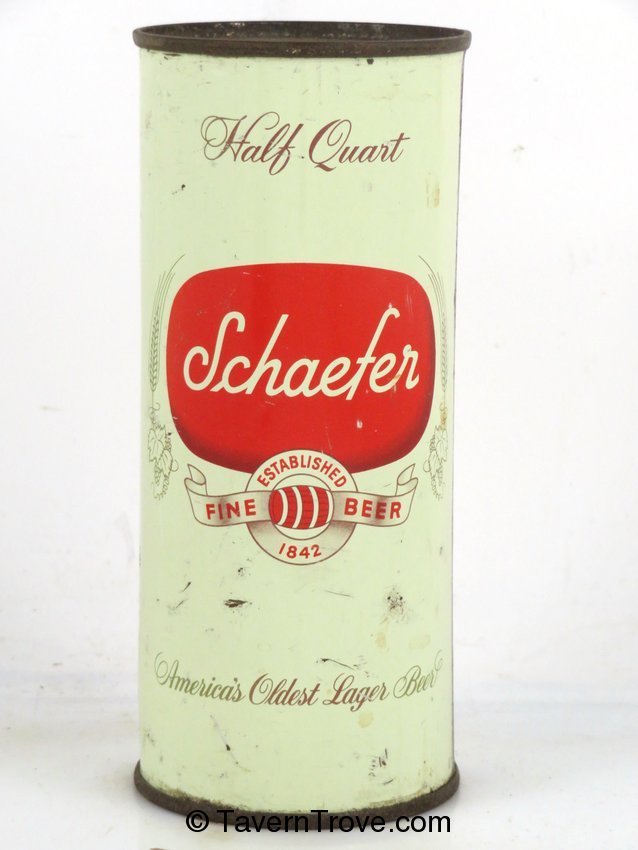 Half Quart
Schaefer
ESTABLISHED
FINE BEER
1842
America's Oldest Lager Beer
© TavernTrove.com